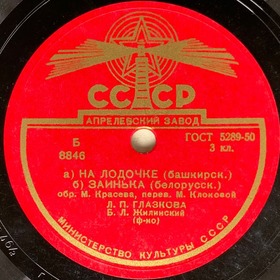 СССР
АПРЕЛЕВСКИЙ ЗАВОД
Б
8846
ГОСТ 5289-50
3 кл.
а) НА ЛОДОЧКЕ (башкирск.)
б) ЗАИНЬКА (белорусск.)
обр. М. Красева, перев. М. Клоковой
Л. П. ГЛАЗКОВА
Б. Л. Жилинский
(ф-но)
МИНИСТЕРСТВО КУЛЬТУРЫ СССР